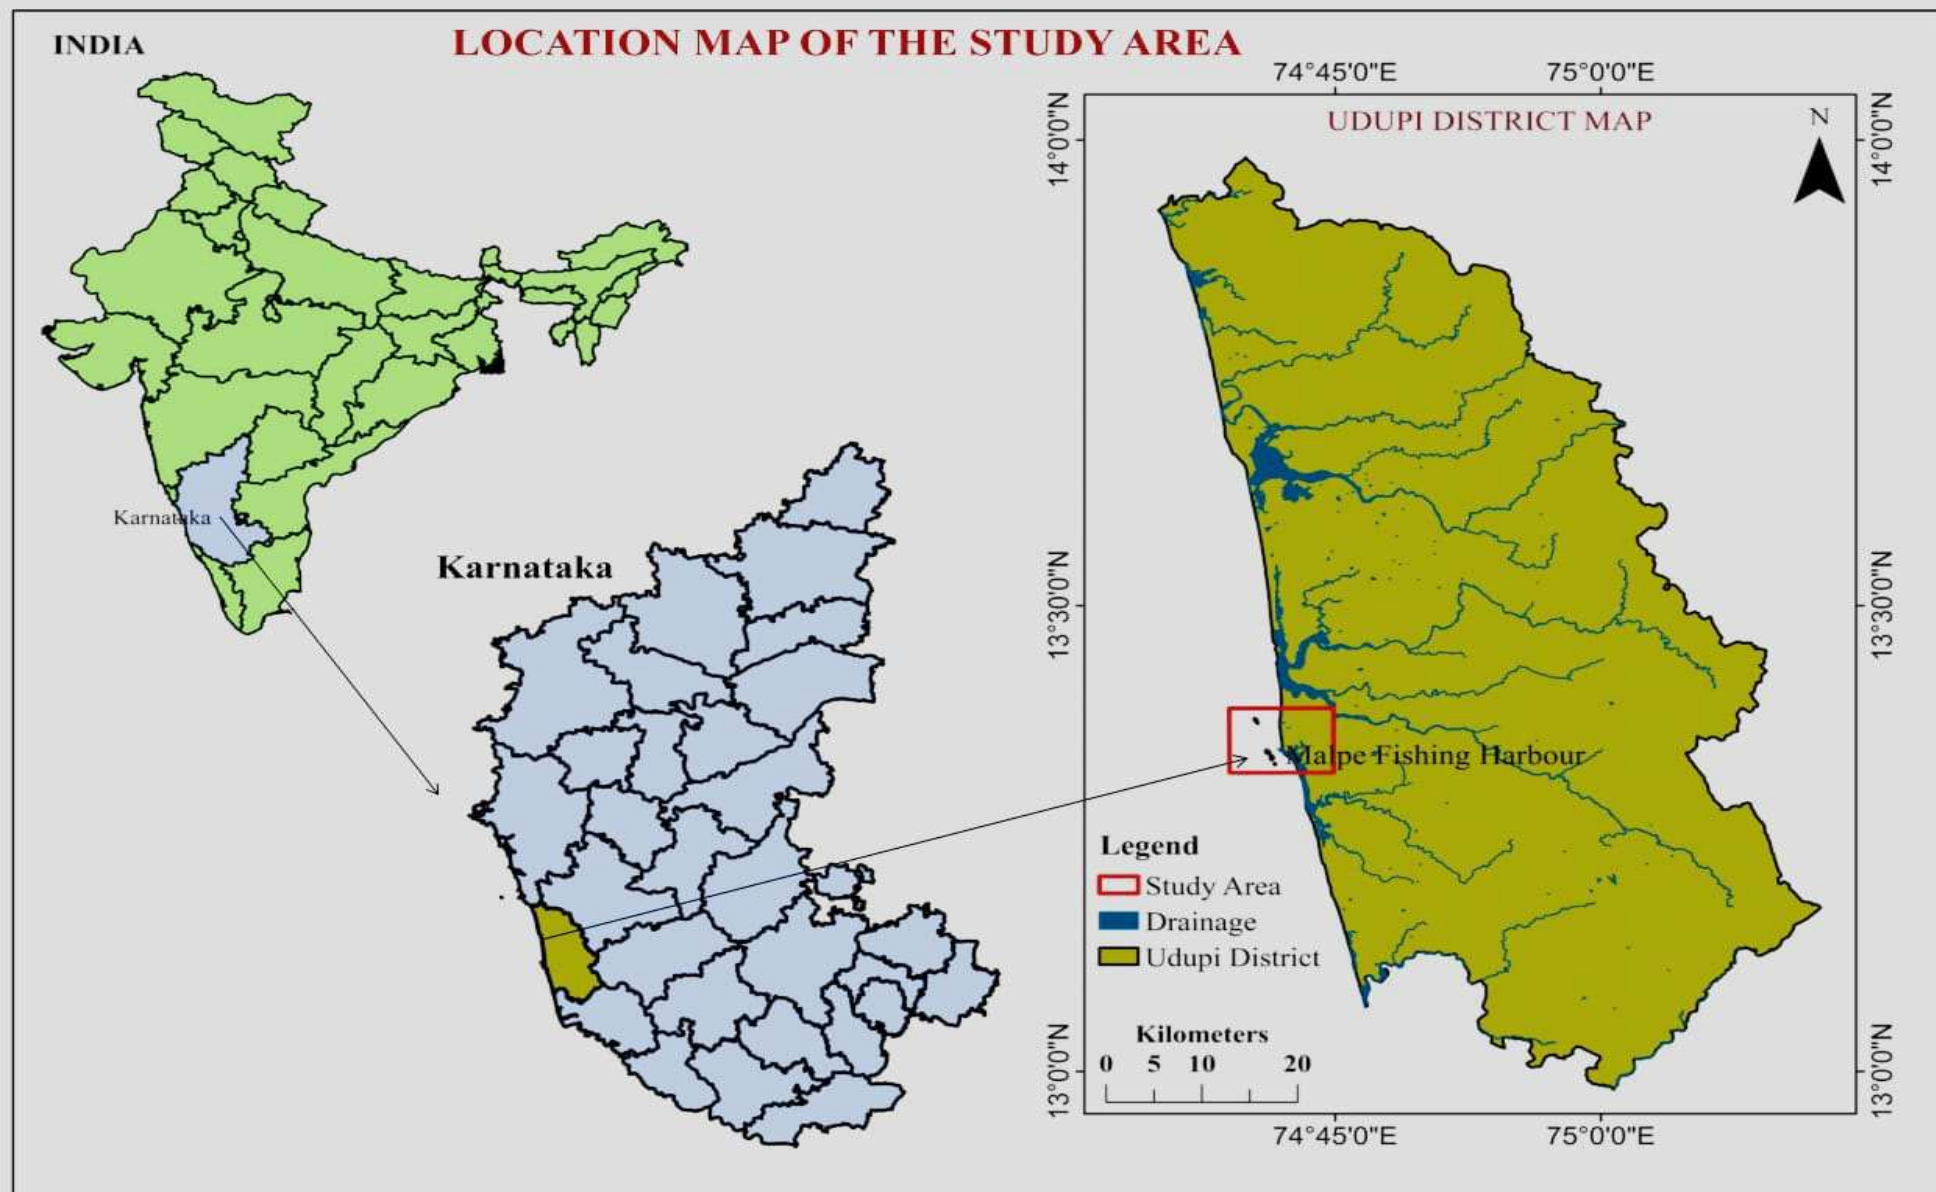 INDIA
LOCATION MAP OF THE STUDY AREA
74°45'0"E
75°0'0"E
UDUPI DISTRICT MAP
N
14°0'0"N
14°0'0"N
Karnataka
Karnataka
13°30'0"N
13°30'0"N
Malpe Fishing Harbour
Legend
Study Area
Drainage
Udupi District
Kilometers
0 5 10 20
13°0'0"N
13°0'0"N
74°45'0"E
75°0'0"E